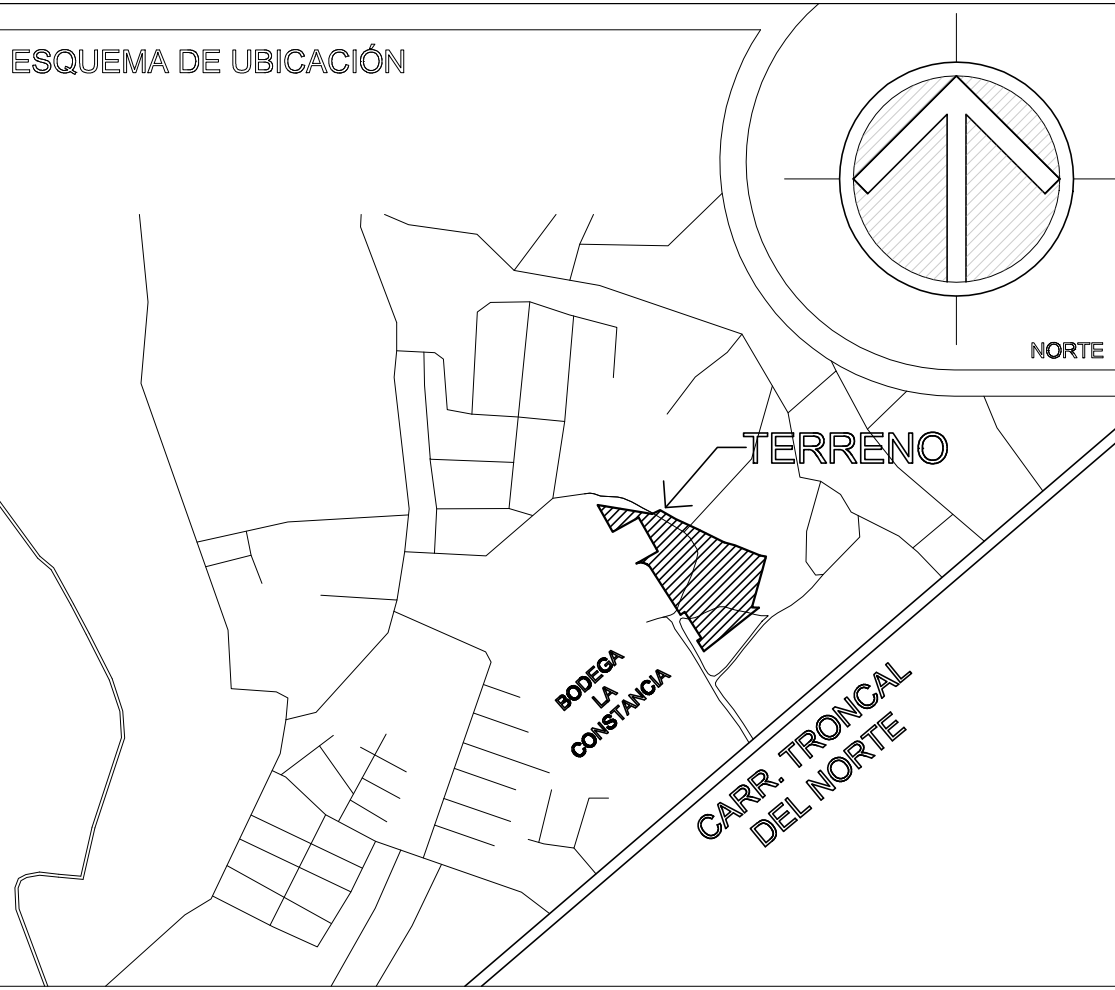 ESQUEMA DE UBICACIÓN
NORTE
TERRENO
BODEGA
LA
CONSTANCIA
CARR. TRONCAL
DEL NORTE